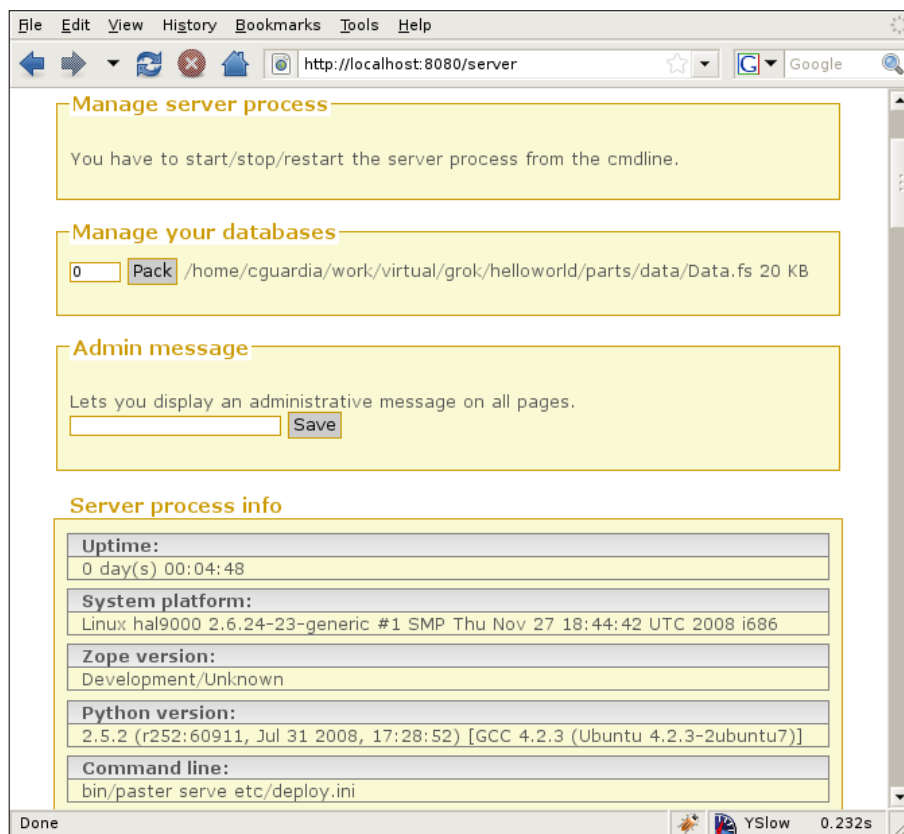 File Edit View History Bookmarks Tools Help
http://localhost:8080/server
G Google
Manage server process
You have to start/stop/restart the server process from the cmdline.
Manage your databases
0 Pack /home/cguardia/work/virtual/grok/helloworld/parts/data/Data.fs 20 KB
Admin message
Lets you display an administrative message on all pages.
Save
Server process info
Uptime:
0 day(s) 00:04:48
System platform:
Linux hal9000 2.6.24-23-generic #1 SMP Thu Nov 27 18:44:42 UTC 2008 i686
Zope version:
Development/Unknown
Python version:
2.5.2 (r252:60911, Jul 31 2008, 17:28:52) [GCC 4.2.3 (Ubuntu 4.2.3-2ubuntu7)]
Command line:
bin/paster serve etc/deploy.ini
Done YSlow 0.232s